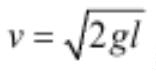 v = √2gl